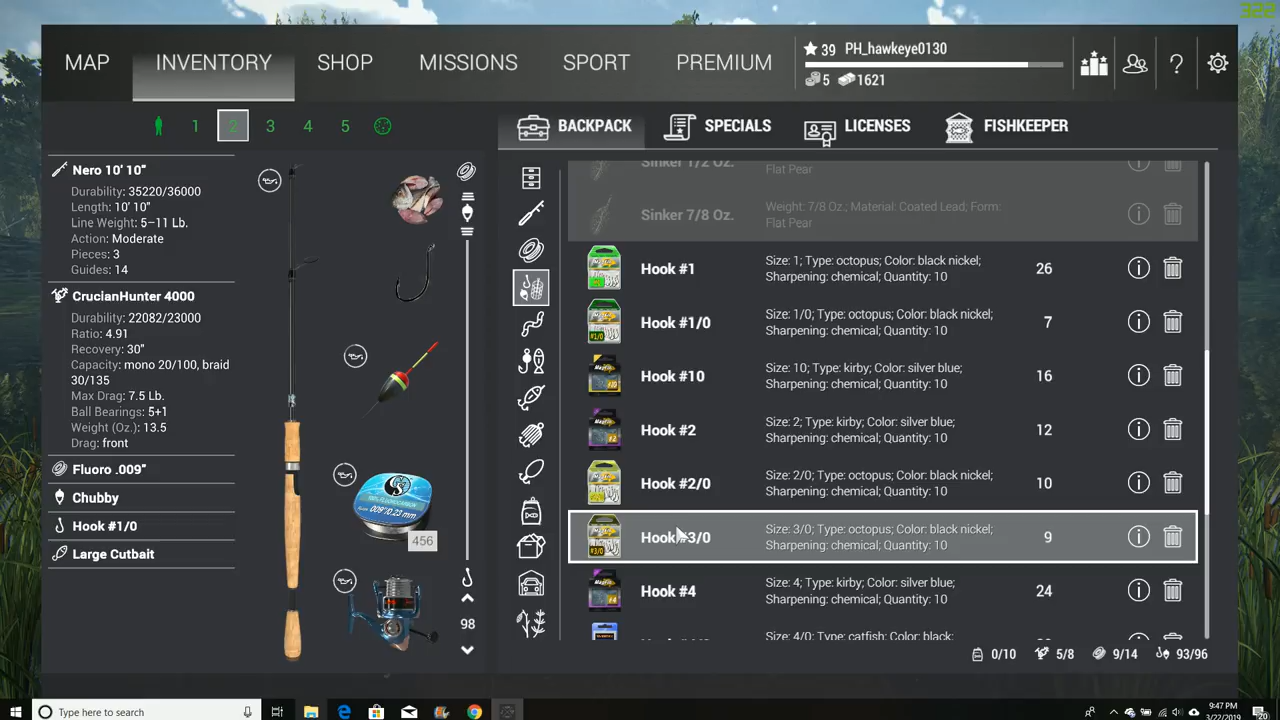 322
MAP
INVENTORY
SHOP
MISSIONS
SPORT
PREMIUM
39 PH_hawkeye0130
5 1621
?
1 2 3 4 5
BACKPACK
SPECIALS
LICENSES
FISHKEEPER
Nero 10' 10"
Durability: 35220/36000
Length: 10' 10"
Line Weight: 5–11 Lb.
Action: Moderate
Pieces: 3
Guides: 14
CrucianHunter 4000
Durability: 22082/23000
Ratio: 4.91
Recovery: 30"
Capacity: mono 20/100, braid
30/135
Max Drag: 7.5 Lb.
Ball Bearings: 5+1
Weight (Oz.): 13.5
Drag: front
Fluoro .009"
Chubby
Hook #1/0
Large Cutbait
456
98
Sinker 1/2 Oz.
Flat Pear
Sinker 7/8 Oz.
Weight: 7/8 Oz.; Material: Coated Lead; Form:
Flat Pear
Hook #1
Size: 1; Type: octopus; Color: black nickel;
Sharpening: chemical; Quantity: 10
26
Hook #1/0
Size: 1/0; Type: octopus; Color: black nickel;
Sharpening: chemical; Quantity: 10
7
Hook #10
Size: 10; Type: kirby; Color: silver blue;
Sharpening: chemical; Quantity: 10
16
Hook #2
Size: 2; Type: kirby; Color: silver blue;
Sharpening: chemical; Quantity: 10
12
Hook #2/0
Size: 2/0; Type: octopus; Color: black nickel;
Sharpening: chemical; Quantity: 10
10
Hook #3/0
Size: 3/0; Type: octopus; Color: black nickel;
Sharpening: chemical; Quantity: 10
9
Hook #4
Size: 4; Type: kirby; Color: silver blue;
Sharpening: chemical; Quantity: 10
24
Size: 4/0; Type: catfish; Color: black;
0/10 5/8 9/14 93/96
Type here to search
9:47 PM
3/22/2019